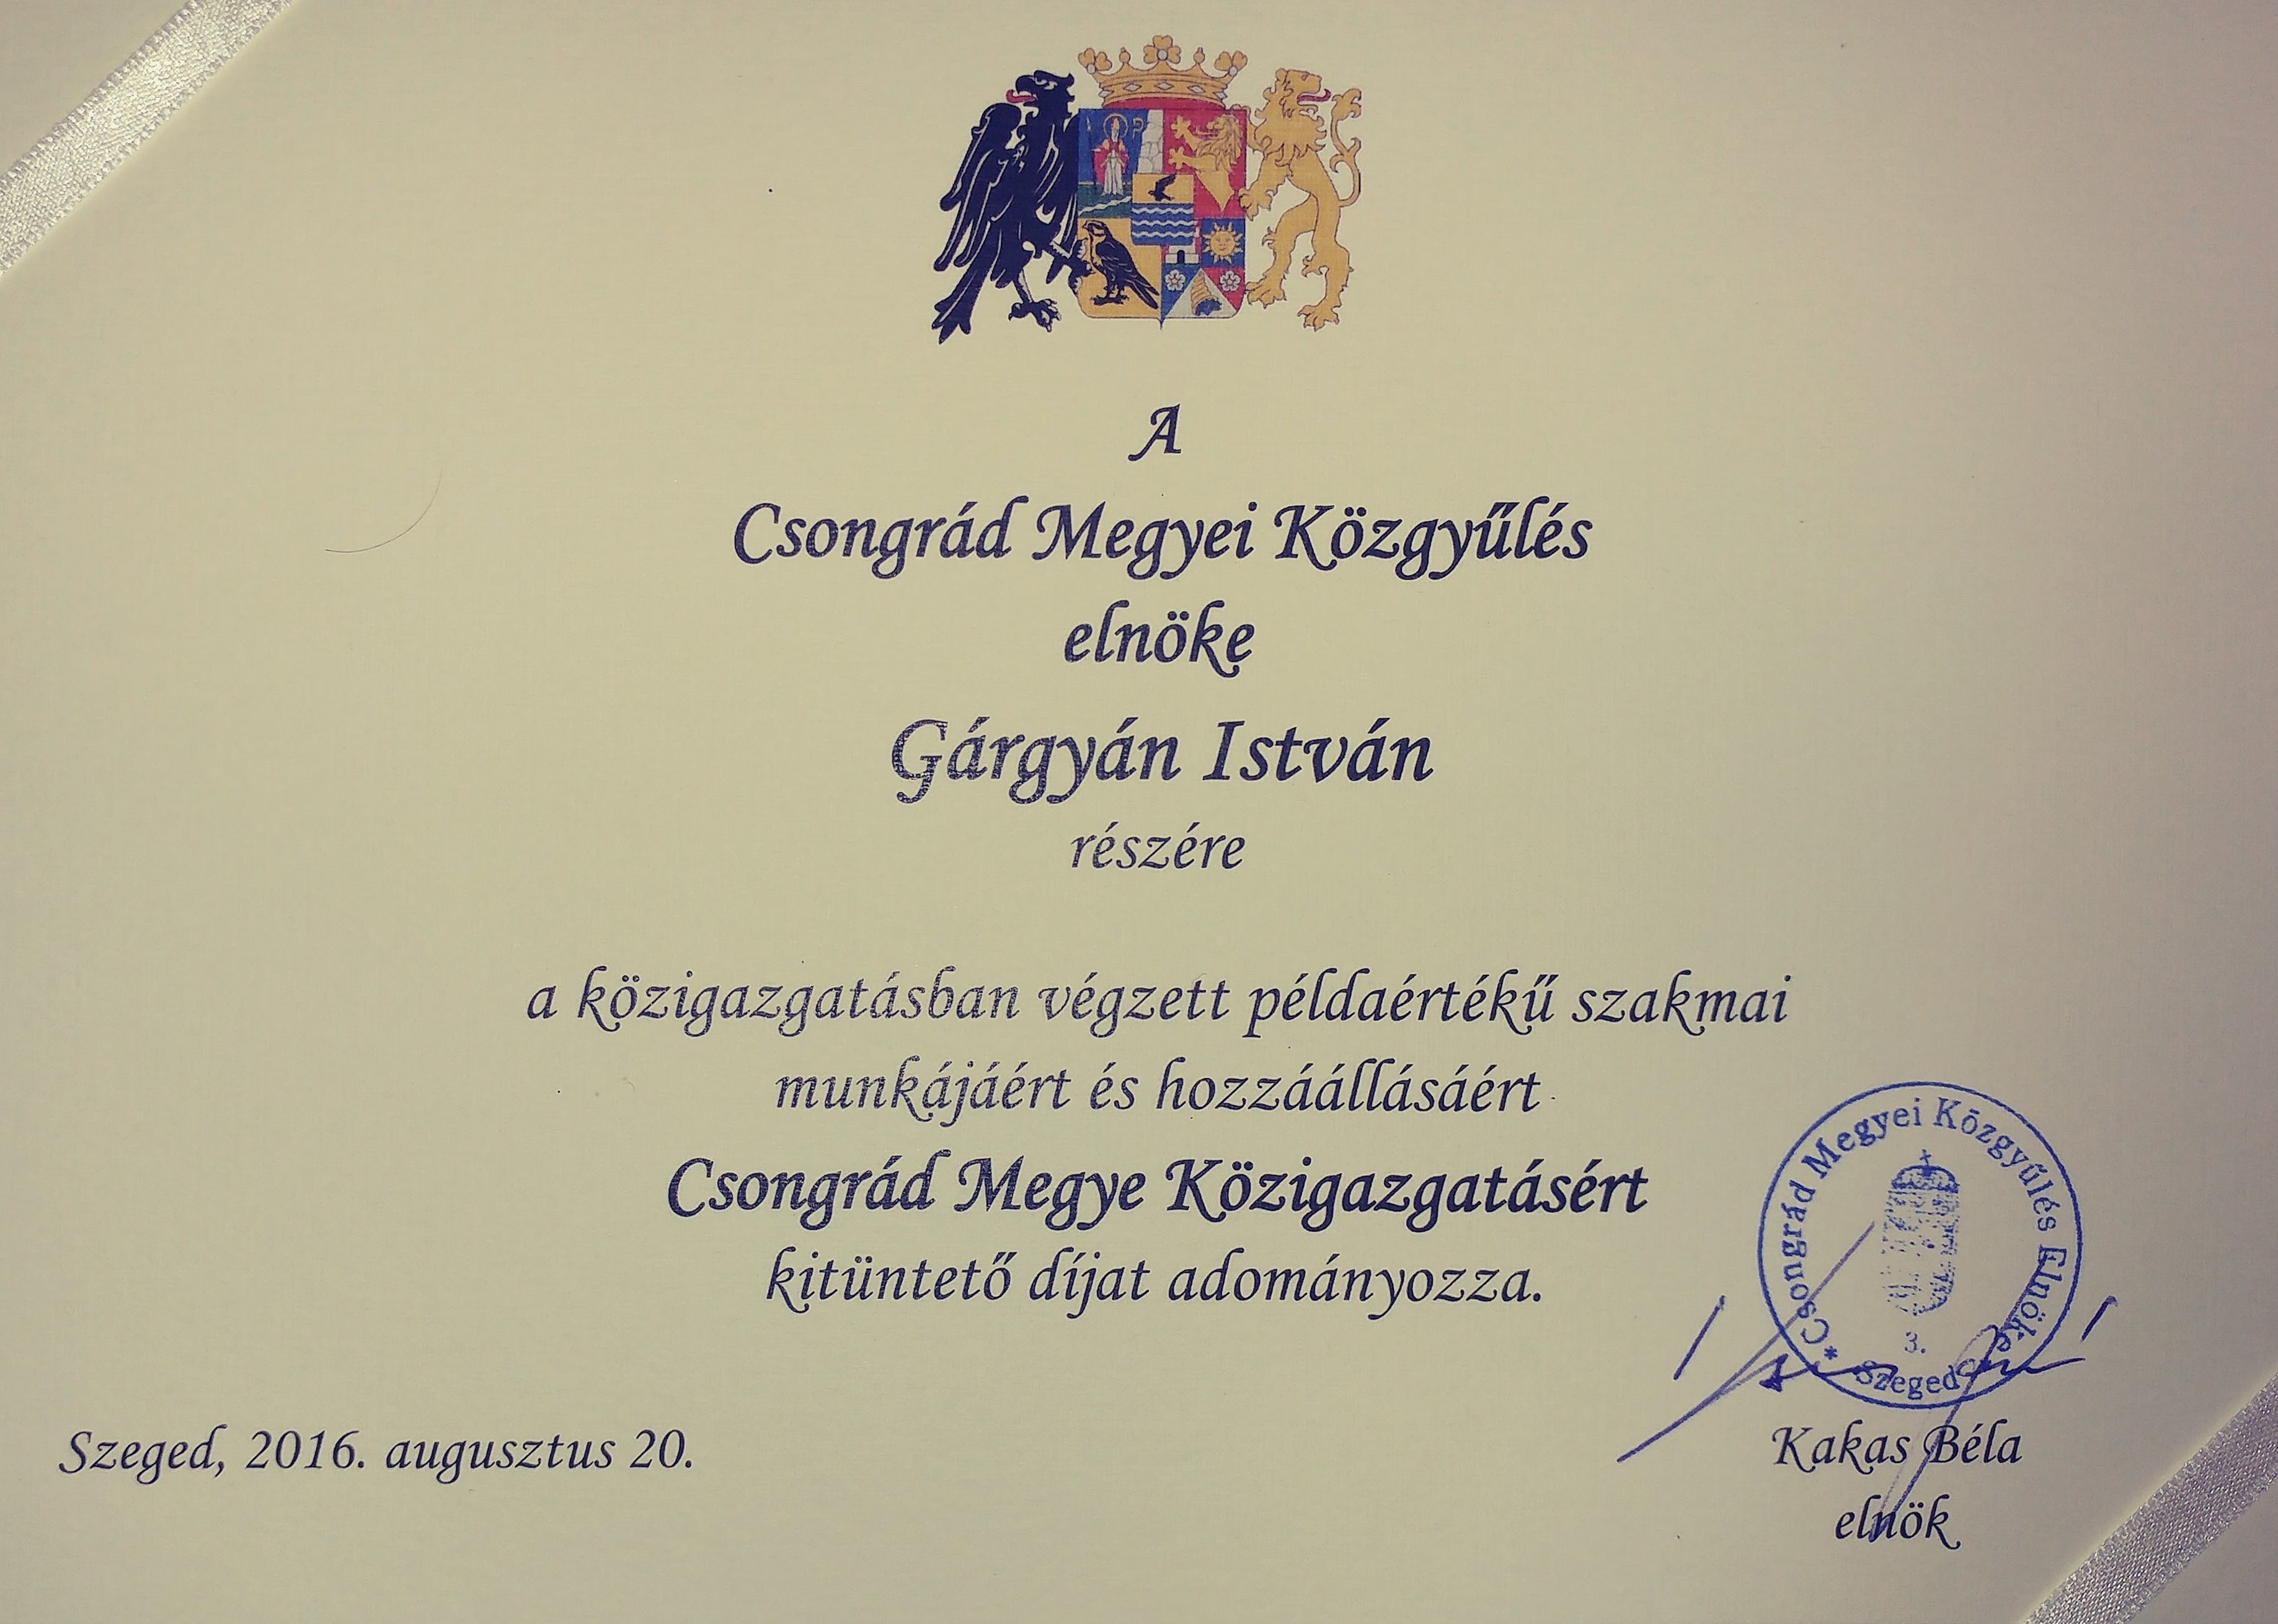 A
Csongrád Megyei Közgyűlés
elnöke
Gárgyán István
részére
a közigazgatásban végzett példaértékű szakmai
munkájáért és hozzáállásáért
Csongrád Megye Közigazgatásért
kitüntető díjat adományozza.
* Csongrád Megyei Közgyűlés Elnöke
3.
Szeged
Szeged, 2016. augusztus 20.
Kakas Béla
elnök